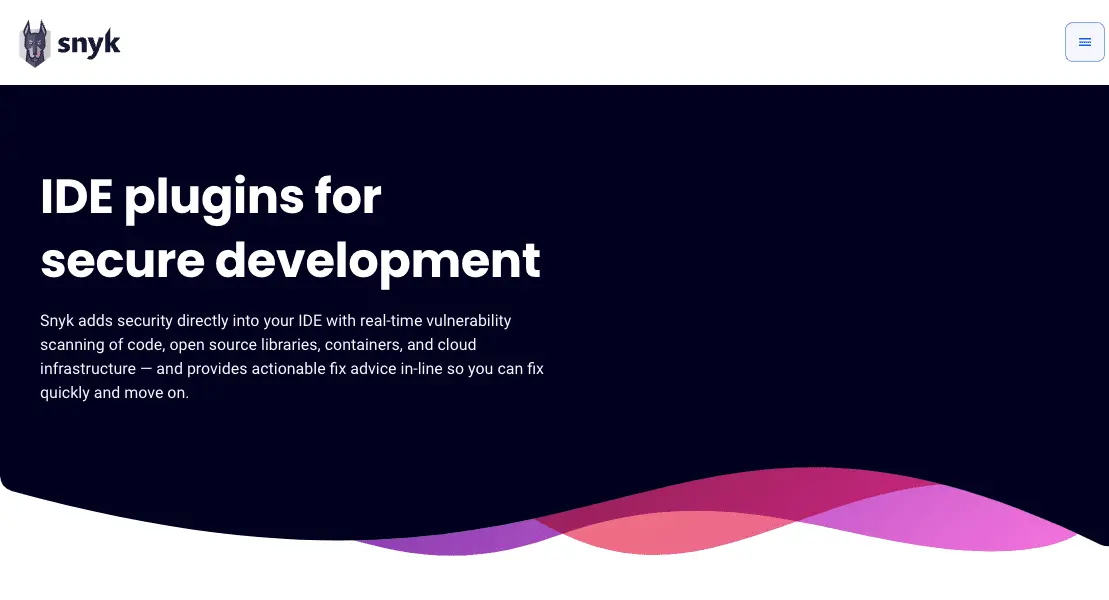 snyk
IDE plugins for
secure development
Snyk adds security directly into your IDE with real-time vulnerability
scanning of code, open source libraries, containers, and cloud
infrastructure — and provides actionable fix advice in-line so you can fix
quickly and move on.